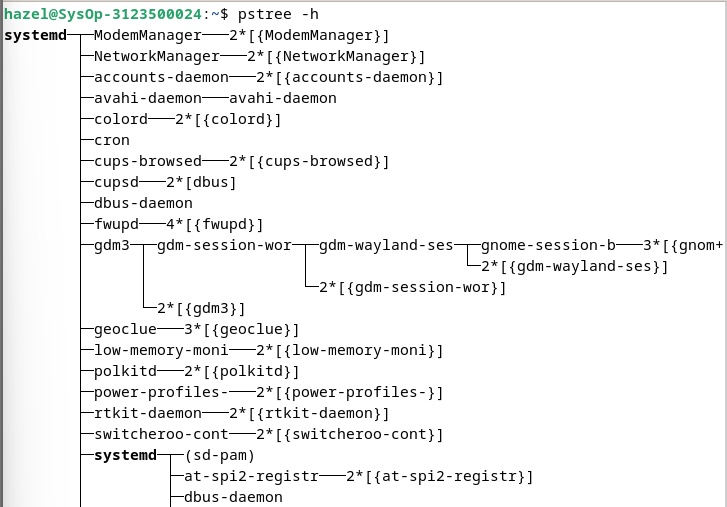 hazel@SysOp-3123500024:~$ pstree -h
systemd─┬─ModemManager───2*[{ModemManager}]
        ├─NetworkManager───2*[{NetworkManager}]
        ├─accounts-daemon───2*[{accounts-daemon}]
        ├─avahi-daemon───avahi-daemon
        ├─colord───2*[{colord}]
        ├─cron
        ├─cups-browsed───2*[{cups-browsed}]
        ├─cupsd───2*[dbus]
        ├─dbus-daemon
        ├─fwupd───4*[{fwupd}]
        ├─gdm3─┬─gdm-session-wor─┬─gdm-wayland-ses─┬─gnome-session-b───3*[{gnom+
        │      │                 │                 └─2*[{gdm-wayland-ses}]
        │      │                 └─2*[{gdm-session-wor}]
        │      └─2*[{gdm3}]
        ├─geoclue───3*[{geoclue}]
        ├─low-memory-moni───2*[{low-memory-moni}]
        ├─polkitd───2*[{polkitd}]
        ├─power-profiles-───2*[{power-profiles-}]
        ├─rtkit-daemon───2*[{rtkit-daemon}]
        ├─switcheroo-cont───2*[{switcheroo-cont}]
        ├─systemd─┬─(sd-pam)
        │         ├─at-spi2-registr───2*[{at-spi2-registr}]
        │         ├─dbus-daemon